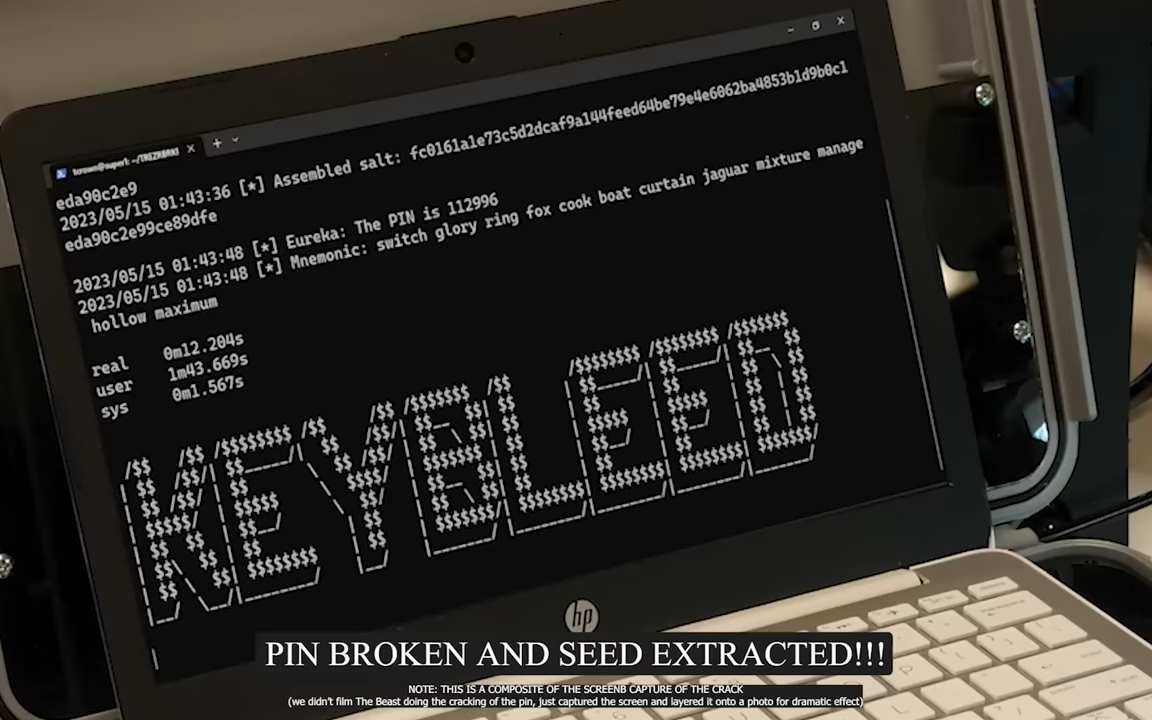 eda90c2e9
2023/05/15 01:43:36 [*] Assembled salt: fc0161a1e73c5d2dcaf9a144feed64be79e4e6062ba4853b1d9b0c1
eda90c2e99ce89dfe
2023/05/15 01:43:48 [*] Eureka: The PIN is 112996
2023/05/15 01:43:48 [*] Mnemonic: switch glory ring fox cook boat curtain jaguar mixture manage
hollow maximum
real 0m12.204s
user 1m43.669s
sys 0m1.567s
KEYBLEED
hp
PIN BROKEN AND SEED EXTRACTED!!!
NOTE: THIS IS A COMPOSITE OF THE SCREENB CAPTURE OF THE CRACK
(we didn't film The Beast doing the cracking of the pin, just captured the screen and layered it onto a photo for dramatic effect)